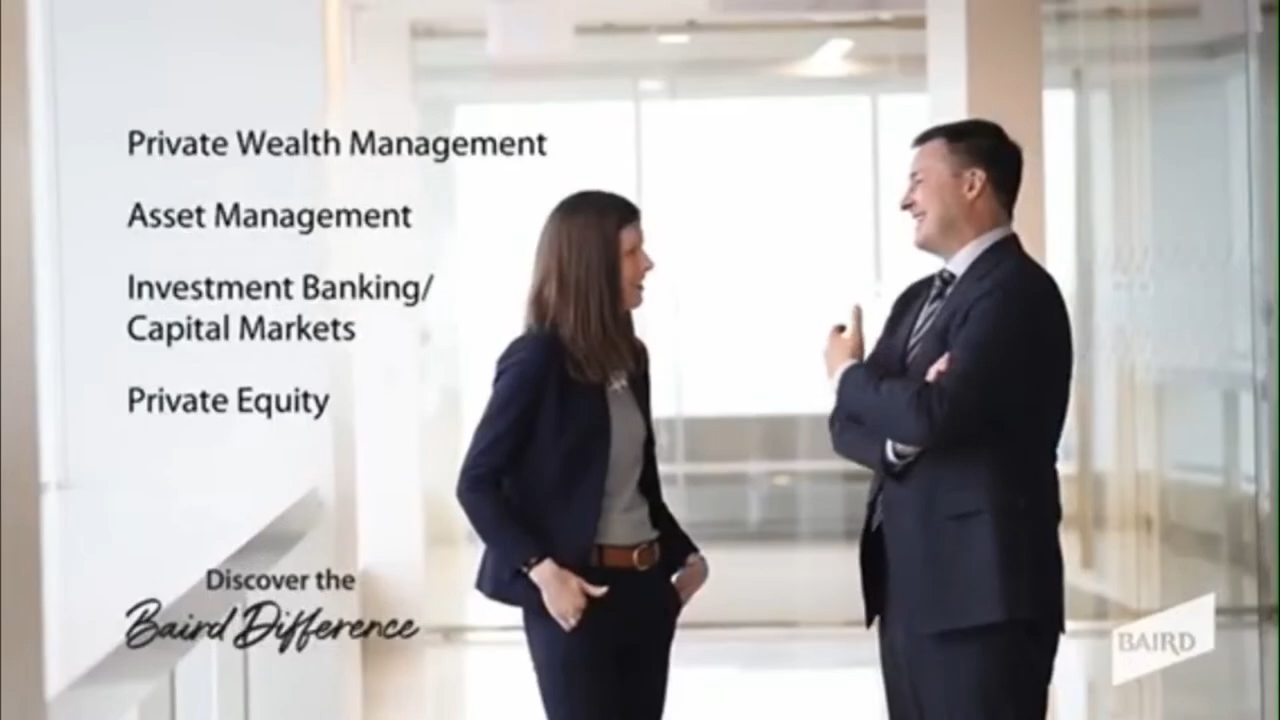 Private Wealth Management
Asset Management
Investment Banking/
Capital Markets
Private Equity
Discover the
Baird Difference
BAIRD